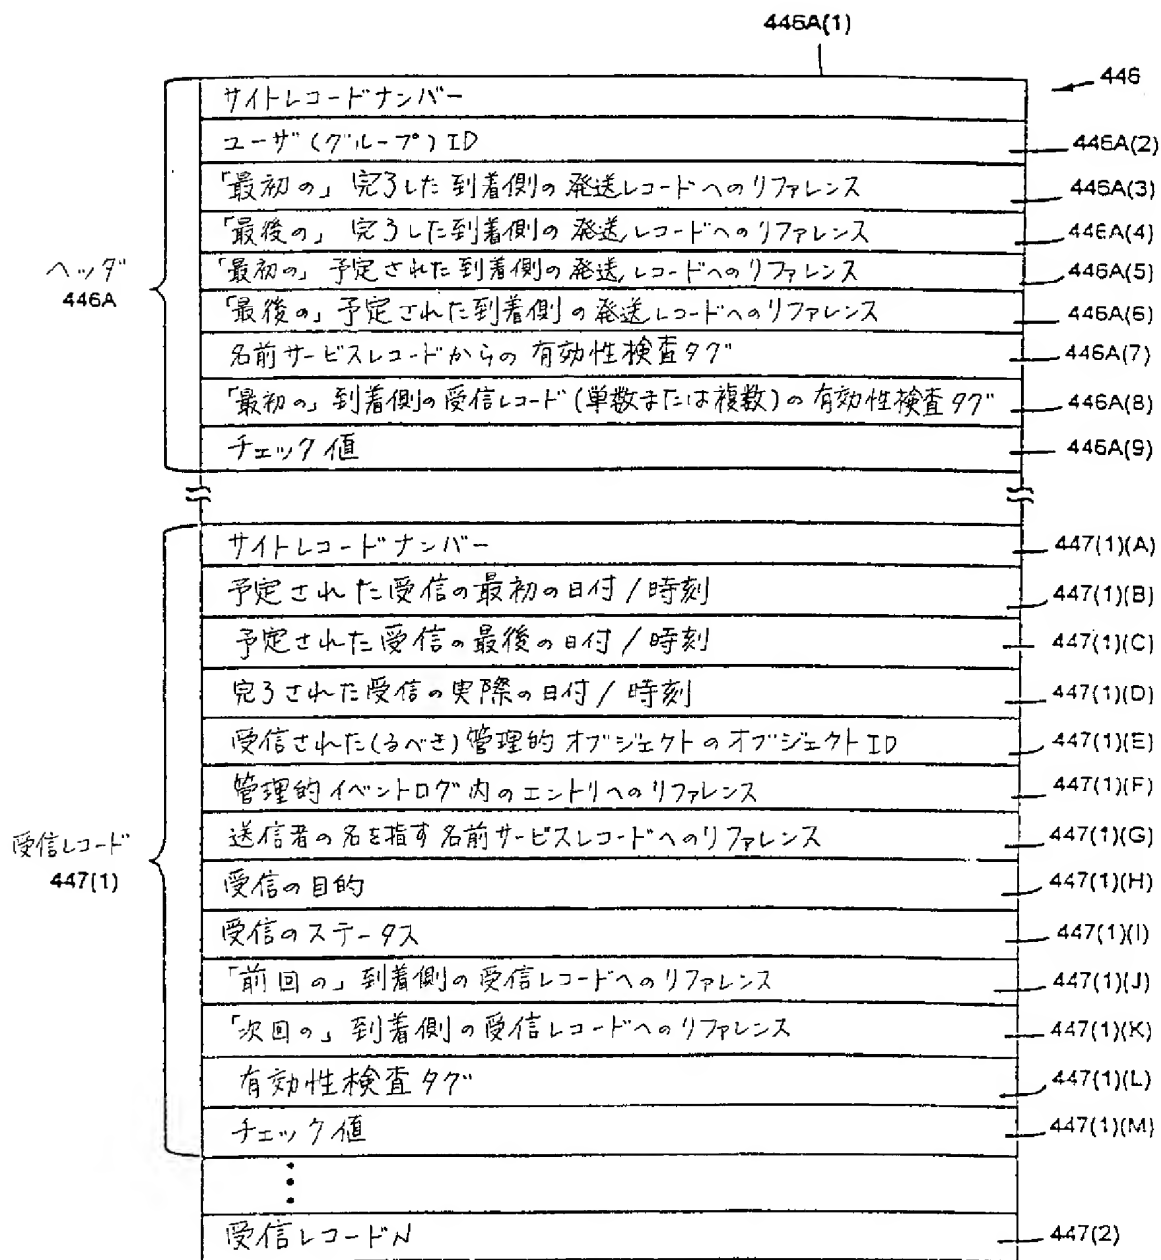 446A(1)
446
サイトレコードナンバー
ユーザ(グループ)ID 446A(2)
「最初の」完了した到着側の発送レコードへのリファレンス 446A(3)
「最後の」完了した到着側の発送レコードへのリファレンス 446A(4)
「最初の」予定された到着側の発送レコードへのリファレンス 446A(5)
「最後の」予定された到着側の発送レコードへのリファレンス 446A(6)
名前サービスレコードからの有効性検査タグ 446A(7)
「最初の」到着側の受信レコード(単数または複数)の有効性検査タグ 446A(8)
チェック値 446A(9)
ヘッダ
446A
サイトレコードナンバー 447(1)(A)
予定された受信の最初の日付/時刻 447(1)(B)
予定された受信の最後の日付/時刻 447(1)(C)
完了された受信の実際の日付/時刻 447(1)(D)
受信された(るべき)管理的オブジェクトのオブジェクトID 447(1)(E)
管理的イベントログ内のエントリへのリファレンス 447(1)(F)
送信者の名を指す名前サービスレコードへのリファレンス 447(1)(G)
受信の目的 447(1)(H)
受信のステータス 447(1)(I)
「前回の」到着側の受信レコードへのリファレンス 447(1)(J)
「次回の」到着側の受信レコードへのリファレンス 447(1)(K)
有効性検査タグ 447(1)(L)
チェック値 447(1)(M)
受信レコード
447(1)
受信レコードN 447(2)